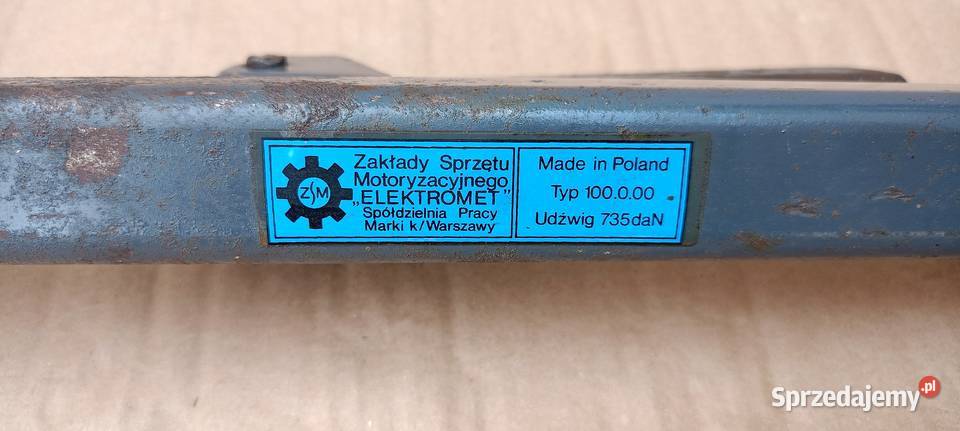 ZSM
Zakłady Sprzętu
Motoryzacyjnego
„ELEKTROMET"
Spółdzielnia Pracy
Marki k/Warszawy
Made in Poland
Typ 100.0.00
Udźwig 735daN
Sprzedajemy.pl